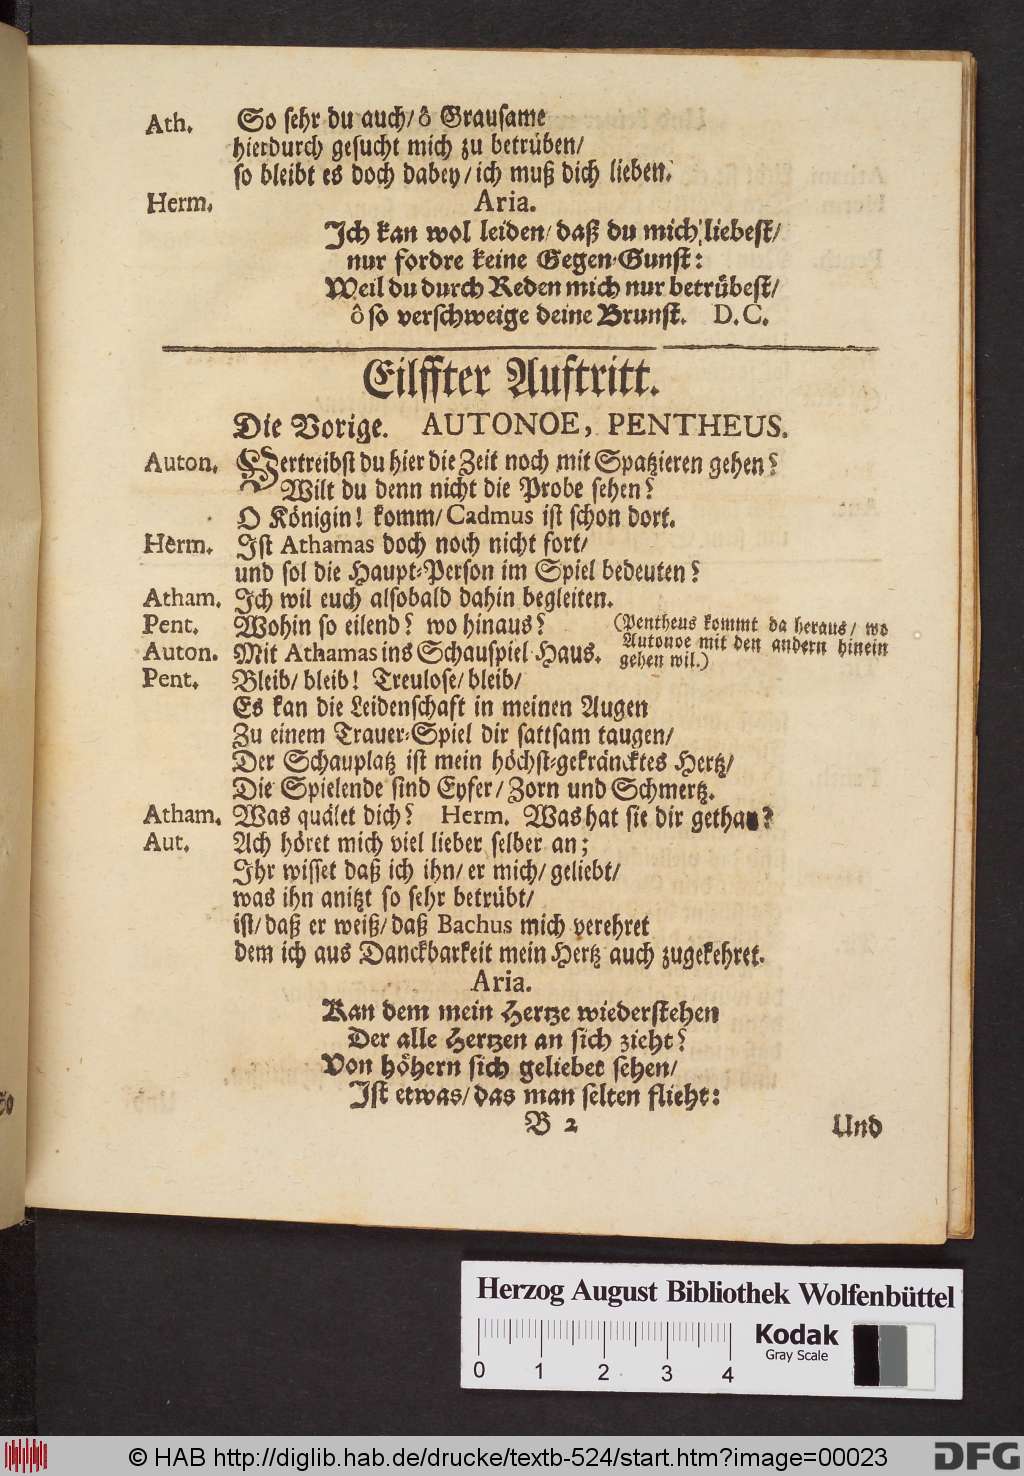 Ath. So sehr du auch/ ô Grausame
hierdurch gesucht mich zu betrüben/
so bleibt es doch dabey/ ich muß dich lieben.
Herm. Aria.
Ich kan wol leiden/ daß du mich liebest/
nur fordre keine Gegen-Gunst:
Weil du durch Reden mich nur betrübest/
ô so verschweige deine Brunst. D.C.
Eilffter Auftritt.
Die Vorige. AUTONOE, PENTHEUS.
Auton. Vertreibst du hier die Zeit noch mit Spatzieren gehen?
Wilt du denn nicht die Probe sehen?
O Königin! komm/ Cadmus ist schon dort.
Herm. Ist Athamas doch noch nicht fort/
und sol die Haupt-Person im Spiel bedeuten?
Atham. Ich wil euch alsobald dahin begleiten.
Pent. Wohin so eilend? wo hinaus? (Pentheus kommt da heraus/ wo
Autonoe mit den andern hinein
Auton. Mit Athamas ins Schauspiel Haus. gehen wil.)
Pent. Bleib/ bleib! Treulose/ bleib/
Es kan die Leidenschaft in meinen Augen
Zu einem Trauer-Spiel dir sattsam taugen/
Der Schauplatz ist mein höchst-gekräncktes Hertz/
Die Spielende sind Eyfer/ Zorn und Schmertz.
Atham. Was quälet dich? Herm. Was hat sie dir gethan?
Aut. Ach höret mich viel lieber selber an;
Ihr wisset daß ich ihn/ er mich/ geliebt/
was ihn anitzt so sehr betrübt/
ist/ daß er weiß/ daß Bachus mich verehret
dem ich aus Danckbarkeit mein Hertz auch zugekehret.
Aria.
Kan dem mein Hertze wiederstehen
Der alle Hertzen an sich zieht?
Von höhern sich geliebet sehen/
Ist etwas/ das man selten flieht:
B 2 Und
Herzog August Bibliothek Wolfenbüttel
Kodak
Gray Scale
0 1 2 3 4
© HAB http://diglib.hab.de/drucke/textb-524/start.htm?image=00023
DFG